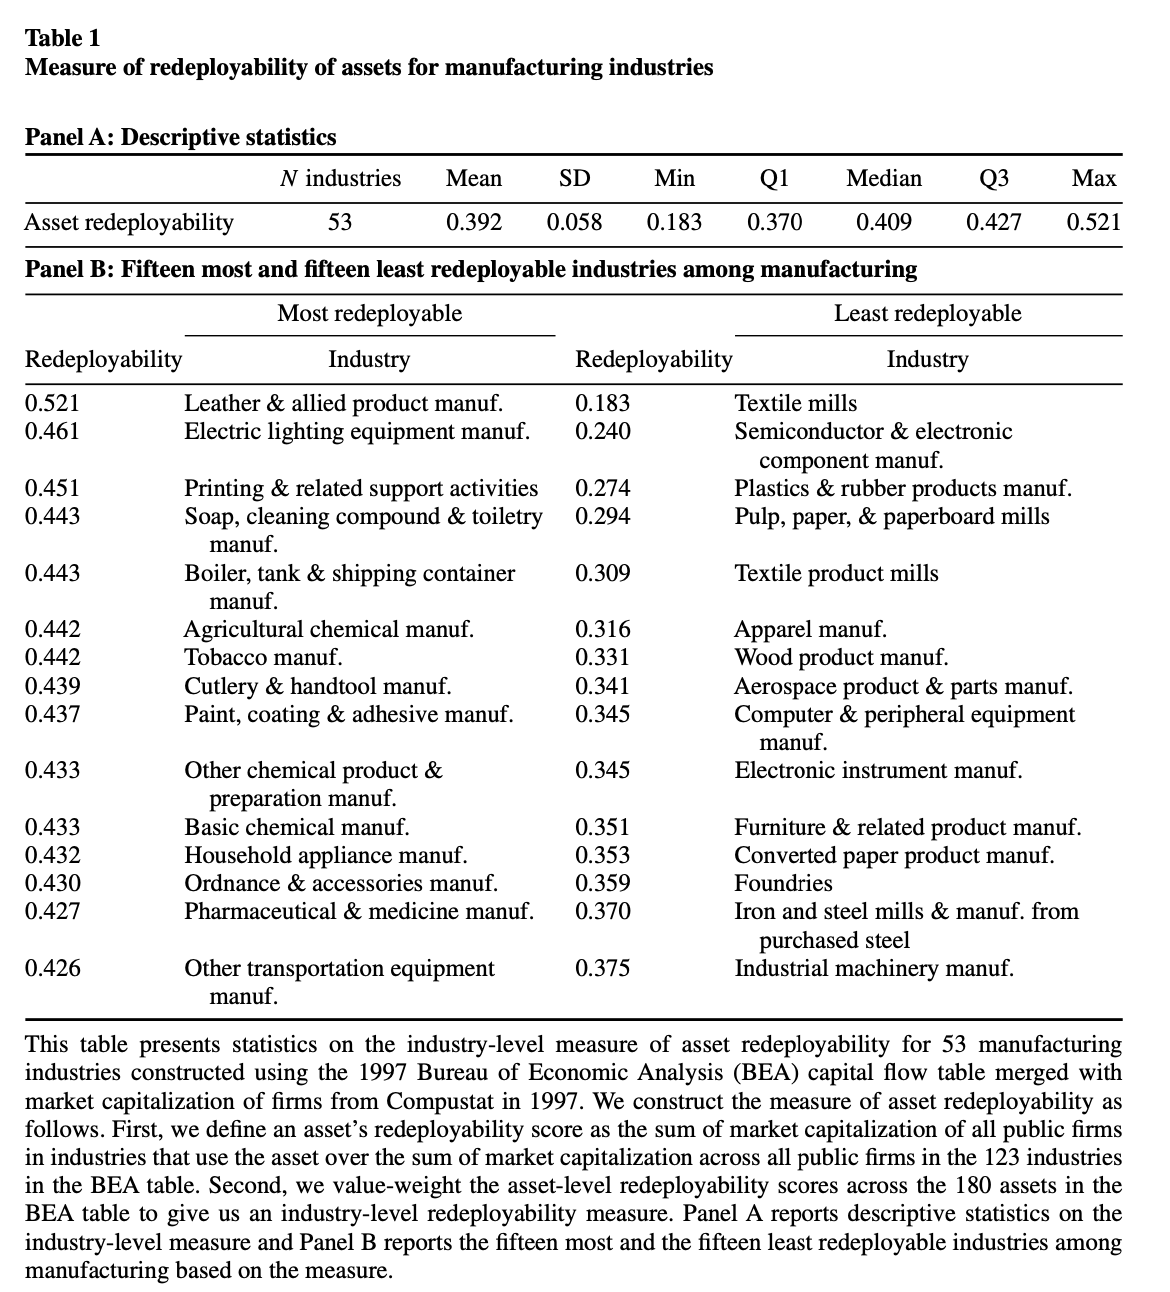 Table 1
Measure of redeployability of assets for manufacturing industries
Panel A: Descriptive statistics
N industries Mean SD Min Q1 Median Q3 Max
Asset redeployability 53 0.392 0.058 0.183 0.370 0.409 0.427 0.521
Panel B: Fifteen most and fifteen least redeployable industries among manufacturing
Most redeployable Least redeployable
Redeployability Industry Redeployability Industry
0.521 Leather & allied product manuf. 0.183 Textile mills
0.461 Electric lighting equipment manuf. 0.240 Semiconductor & electronic
component manuf.
0.451 Printing & related support activities 0.274 Plastics & rubber products manuf.
0.443 Soap, cleaning compound & toiletry 0.294 Pulp, paper, & paperboard mills
manuf.
0.443 Boiler, tank & shipping container 0.309 Textile product mills
manuf.
0.442 Agricultural chemical manuf. 0.316 Apparel manuf.
0.442 Tobacco manuf. 0.331 Wood product manuf.
0.439 Cutlery & handtool manuf. 0.341 Aerospace product & parts manuf.
0.437 Paint, coating & adhesive manuf. 0.345 Computer & peripheral equipment
manuf.
0.433 Other chemical product & 0.345 Electronic instrument manuf.
preparation manuf.
0.433 Basic chemical manuf. 0.351 Furniture & related product manuf.
0.432 Household appliance manuf. 0.353 Converted paper product manuf.
0.430 Ordnance & accessories manuf. 0.359 Foundries
0.427 Pharmaceutical & medicine manuf. 0.370 Iron and steel mills & manuf. from
purchased steel
0.426 Other transportation equipment 0.375 Industrial machinery manuf.
manuf.
This table presents statistics on the industry-level measure of asset redeployability for 53 manufacturing
industries constructed using the 1997 Bureau of Economic Analysis (BEA) capital flow table merged with
market capitalization of firms from Compustat in 1997. We construct the measure of asset redeployability as
follows. First, we define an asset's redeployability score as the sum of market capitalization of all public firms
in industries that use the asset over the sum of market capitalization across all public firms in the 123 industries
in the BEA table. Second, we value-weight the asset-level redeployability scores across the 180 assets in the
BEA table to give us an industry-level redeployability measure. Panel A reports descriptive statistics on the
industry-level measure and Panel B reports the fifteen most and the fifteen least redeployable industries among
manufacturing based on the measure.